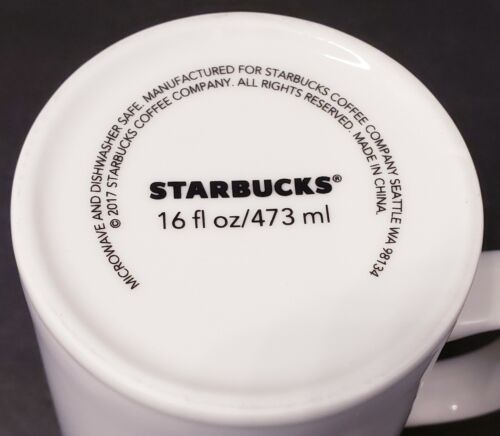 MICROWAVE AND DISHWASHER SAFE. MANUFACTURED FOR STARBUCKS COFFEE COMPANY SEATTLE WA 98134
© 2017 STARBUCKS COFFEE COMPANY. ALL RIGHTS RESERVED. MADE IN CHINA.
STARBUCKS®
16 fl oz/473 ml